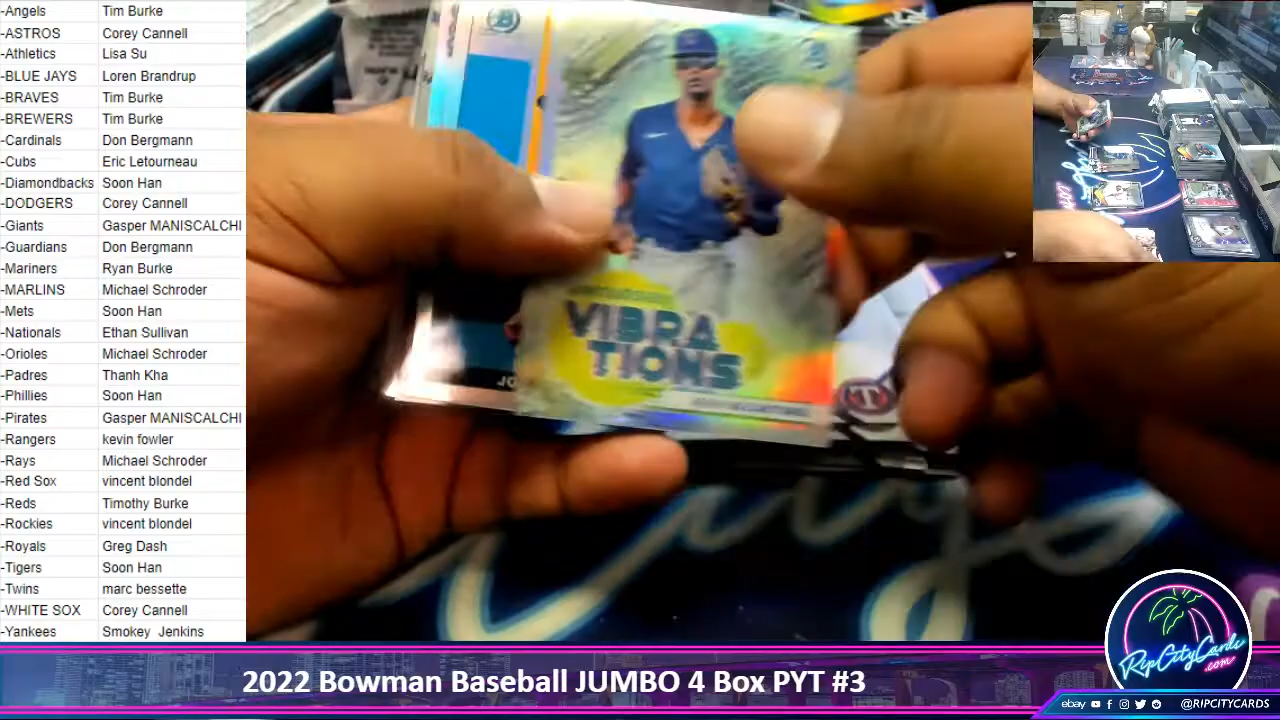 -Angels Tim Burke
-ASTROS Corey Cannell
-Athletics Lisa Su
-BLUE JAYS Loren Brandrup
-BRAVES Tim Burke
-BREWERS Tim Burke
-Cardinals Don Bergmann
-Cubs Eric Letourneau
-Diamondbacks Soon Han
-DODGERS Corey Cannell
-Giants Gasper MANISCALCHI
-Guardians Don Bergmann
-Mariners Ryan Burke
-MARLINS Michael Schroder
-Mets Soon Han
-Nationals Ethan Sullivan
-Orioles Michael Schroder
-Padres Thanh Kha
-Phillies Soon Han
-Pirates Gasper MANISCALCHI
-Rangers kevin fowler
-Rays Michael Schroder
-Red Sox vincent blondel
-Reds Timothy Burke
-Rockies vincent blondel
-Royals Greg Dash
-Tigers Soon Han
-Twins marc bessette
-WHITE SOX Corey Cannell
-Yankees Smokey Jenkins
VIBRA
TIONS
JO
RipCityCards
.com
2022 Bowman Baseball JUMBO 4 Box PYT #3
ebay @RIPCITYCARDS